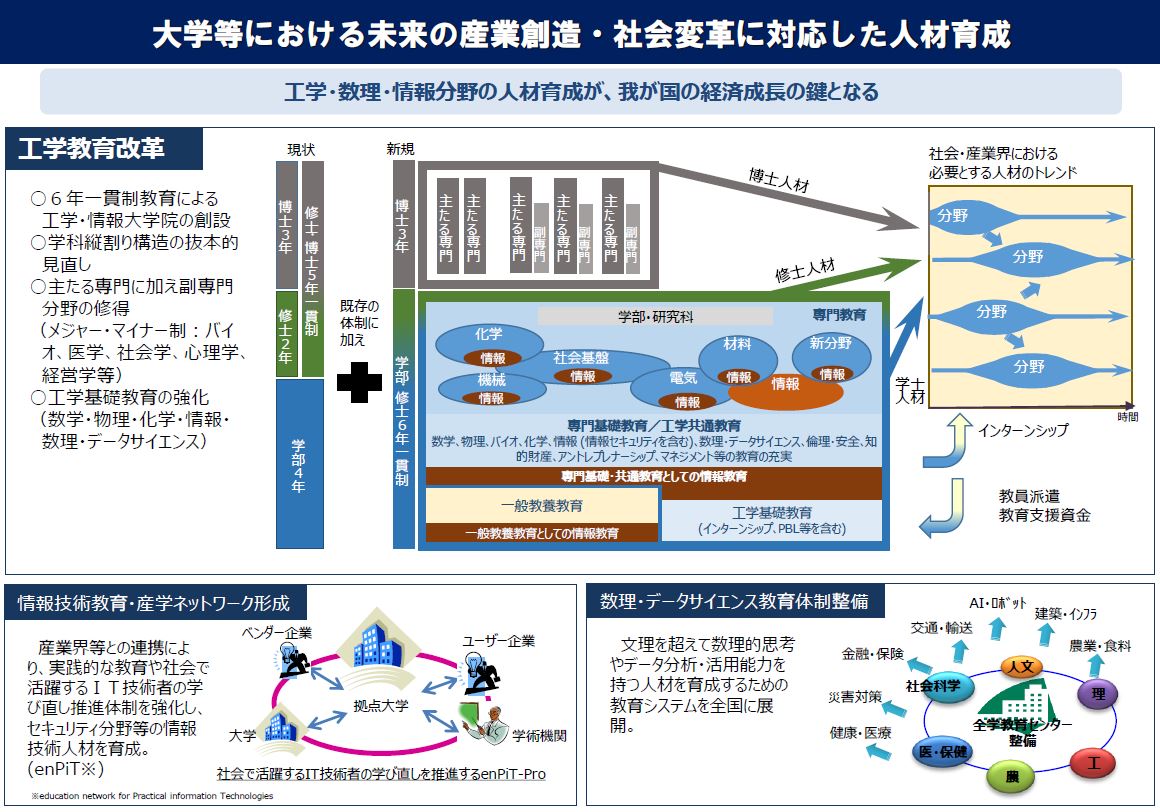 大学等における未来の産業創造・社会変革に対応した人材育成
工学・数理・情報分野の人材育成が、我が国の経済成長の鍵となる
工学教育改革
○６年一貫制教育による
工学・情報大学院の創設
○学科縦割り構造の抜本的
見直し
○主たる専門に加え副専門
分野の修得
（メジャー・マイナー制：バイ
オ、医学、社会学、心理学、
経営学等）
○工学基礎教育の強化
（数学・物理・化学・情報・
数理・データサイエンス）
現状
博士３年
修士２年
学部４年
修士・博士５年一貫制
既存の
体制に
加え
新規
博士３年
学部・修士６年一貫制
主たる専門
主たる専門
主たる専門
副専門
主たる専門
副専門
主たる専門
副専門
学部・研究科
専門教育
化学
情報
機械
情報
社会基盤
情報
電気
情報
材料
情報
情報
新分野
情報
専門基礎教育／工学共通教育
数学、物理、バイオ、化学、情報（情報セキュリティを含む）、数理・データサイエンス、倫理・安全、知
的財産、アントレプレナーシップ、マネジメント等の教育の充実
専門基礎・共通教育としての情報教育
一般教養教育
一般教養教育としての情報教育
工学基礎教育
（インターンシップ、PBL等を含む）
博士人材
修士人材
学士
人材
社会・産業界における
必要とする人材のトレンド
分野
分野
分野
分野
時間
インターンシップ
教員派遣
教育支援資金
情報技術教育・産学ネットワーク形成
産業界等との連携によ
り、実践的な教育や社会で
活躍するＩＴ技術者の学
び直し推進体制を強化し、
セキュリティ分野等の情報
技術人材を育成。
（enPiT※）
※education network for Practical information Technologies
ベンダー企業
ユーザー企業
拠点大学
大学
学術機関
社会で活躍するIT技術者の学び直しを推進するenPiT-Pro
数理・データサイエンス教育体制整備
文理を超えて数理的思考
やデータ分析・活用能力を
持つ人材を育成するための
教育システムを全国に展
開。
AI・ﾛﾎﾞｯﾄ
建築・ｲﾝﾌﾗ
交通・輸送
農業・食料
金融・保険
災害対策
健康・医療
人文
社会科学
理
全学教育センター
整備
医・保健
工
農